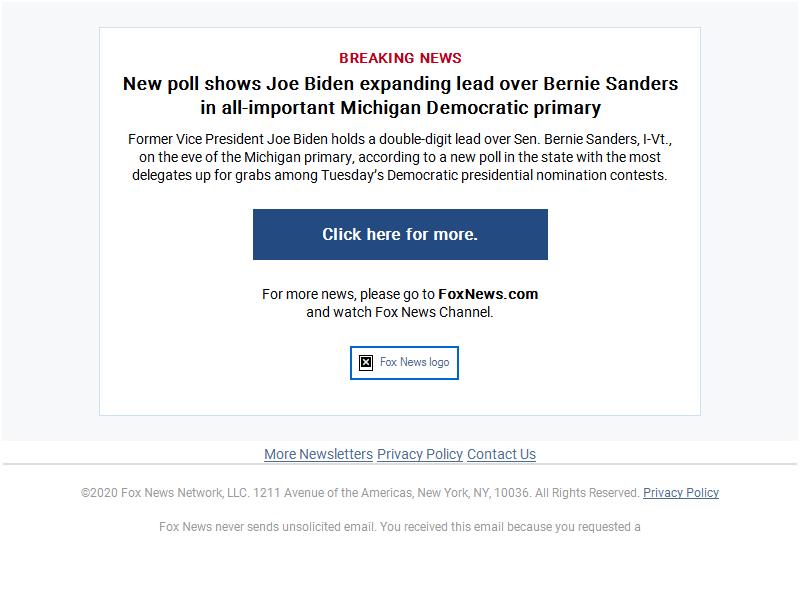 BREAKING NEWS
New poll shows Joe Biden expanding lead over Bernie Sanders
in all-important Michigan Democratic primary
Former Vice President Joe Biden holds a double-digit lead over Sen. Bernie Sanders, I-Vt.,
on the eve of the Michigan primary, according to a new poll in the state with the most
delegates up for grabs among Tuesday’s Democratic presidential nomination contests.
Click here for more.
For more news, please go to FoxNews.com
and watch Fox News Channel.
Fox News logo
More Newsletters Privacy Policy Contact Us
©2020 Fox News Network, LLC. 1211 Avenue of the Americas, New York, NY, 10036. All Rights Reserved. Privacy Policy
Fox News never sends unsolicited email. You received this email because you requested a